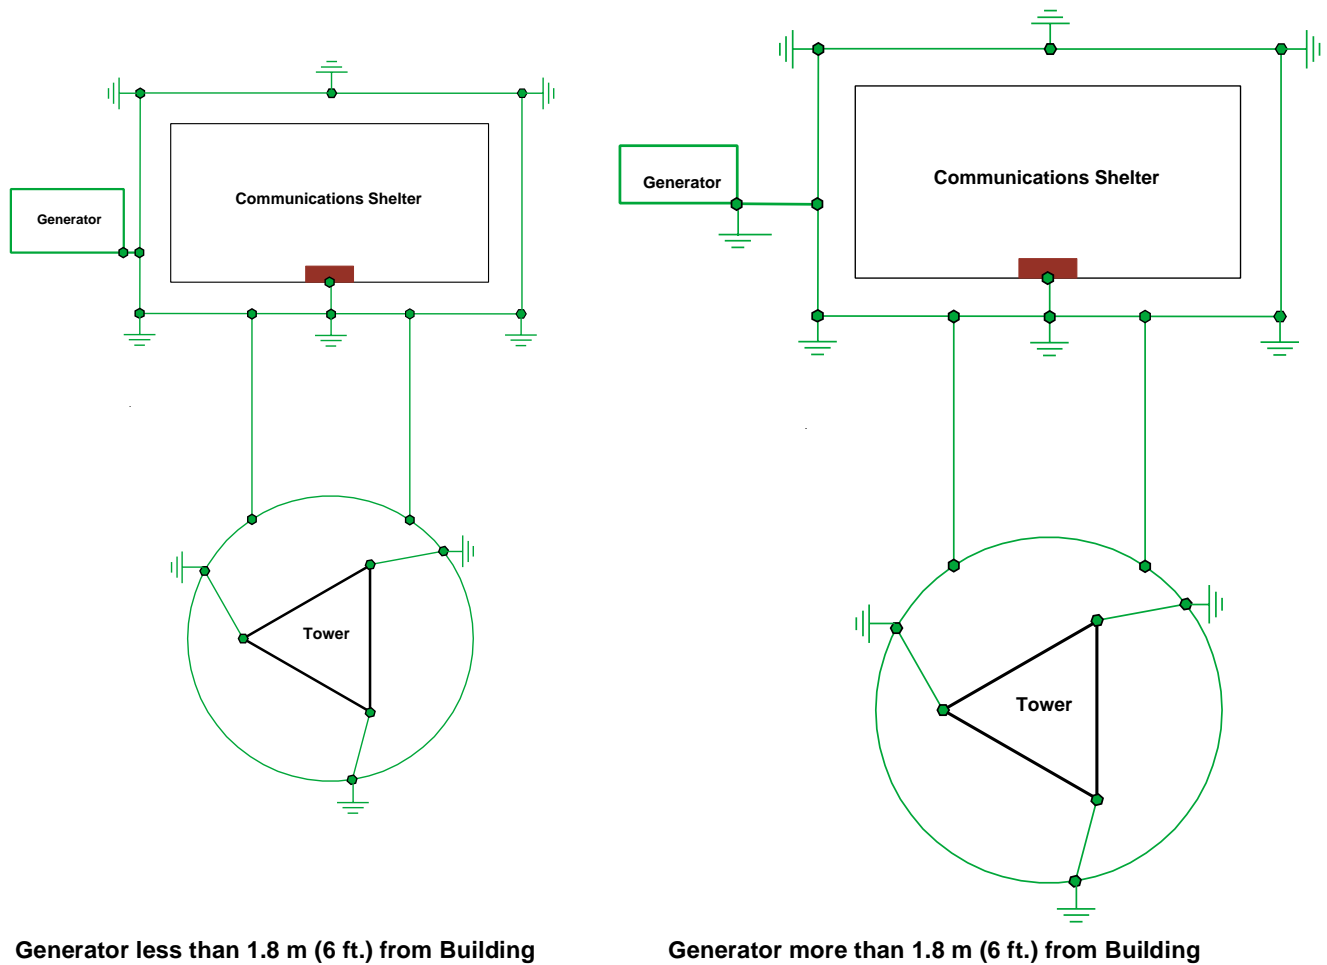 Communications Shelter
Generator
Tower
Generator less than 1.8 m (6 ft.) from Building
Communications Shelter
Generator
Tower
Generator more than 1.8 m (6 ft.) from Building